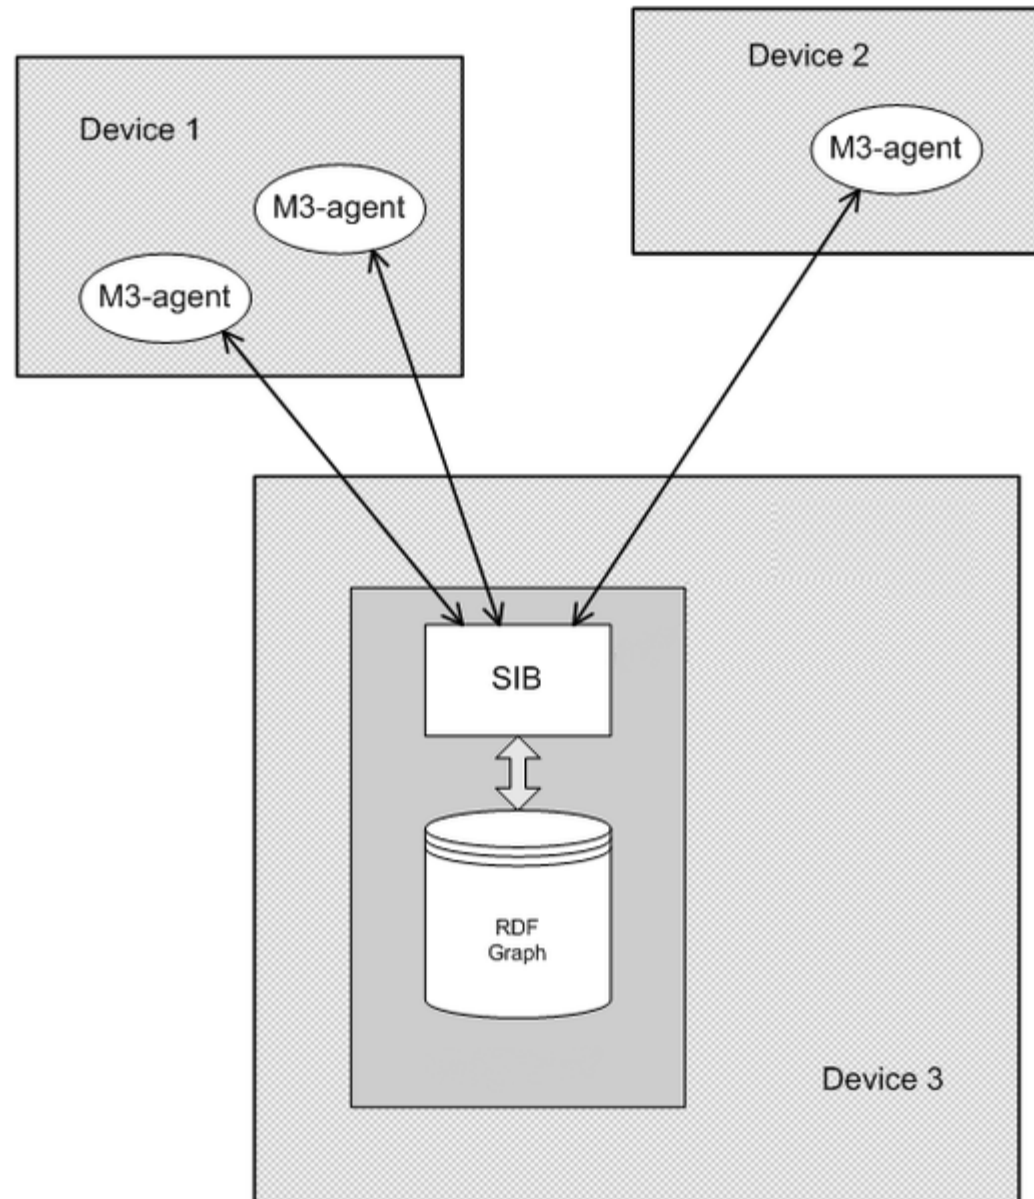 Device 1
M3-agent
M3-agent
Device 2
M3-agent
SIB
RDF
Graph
Device 3